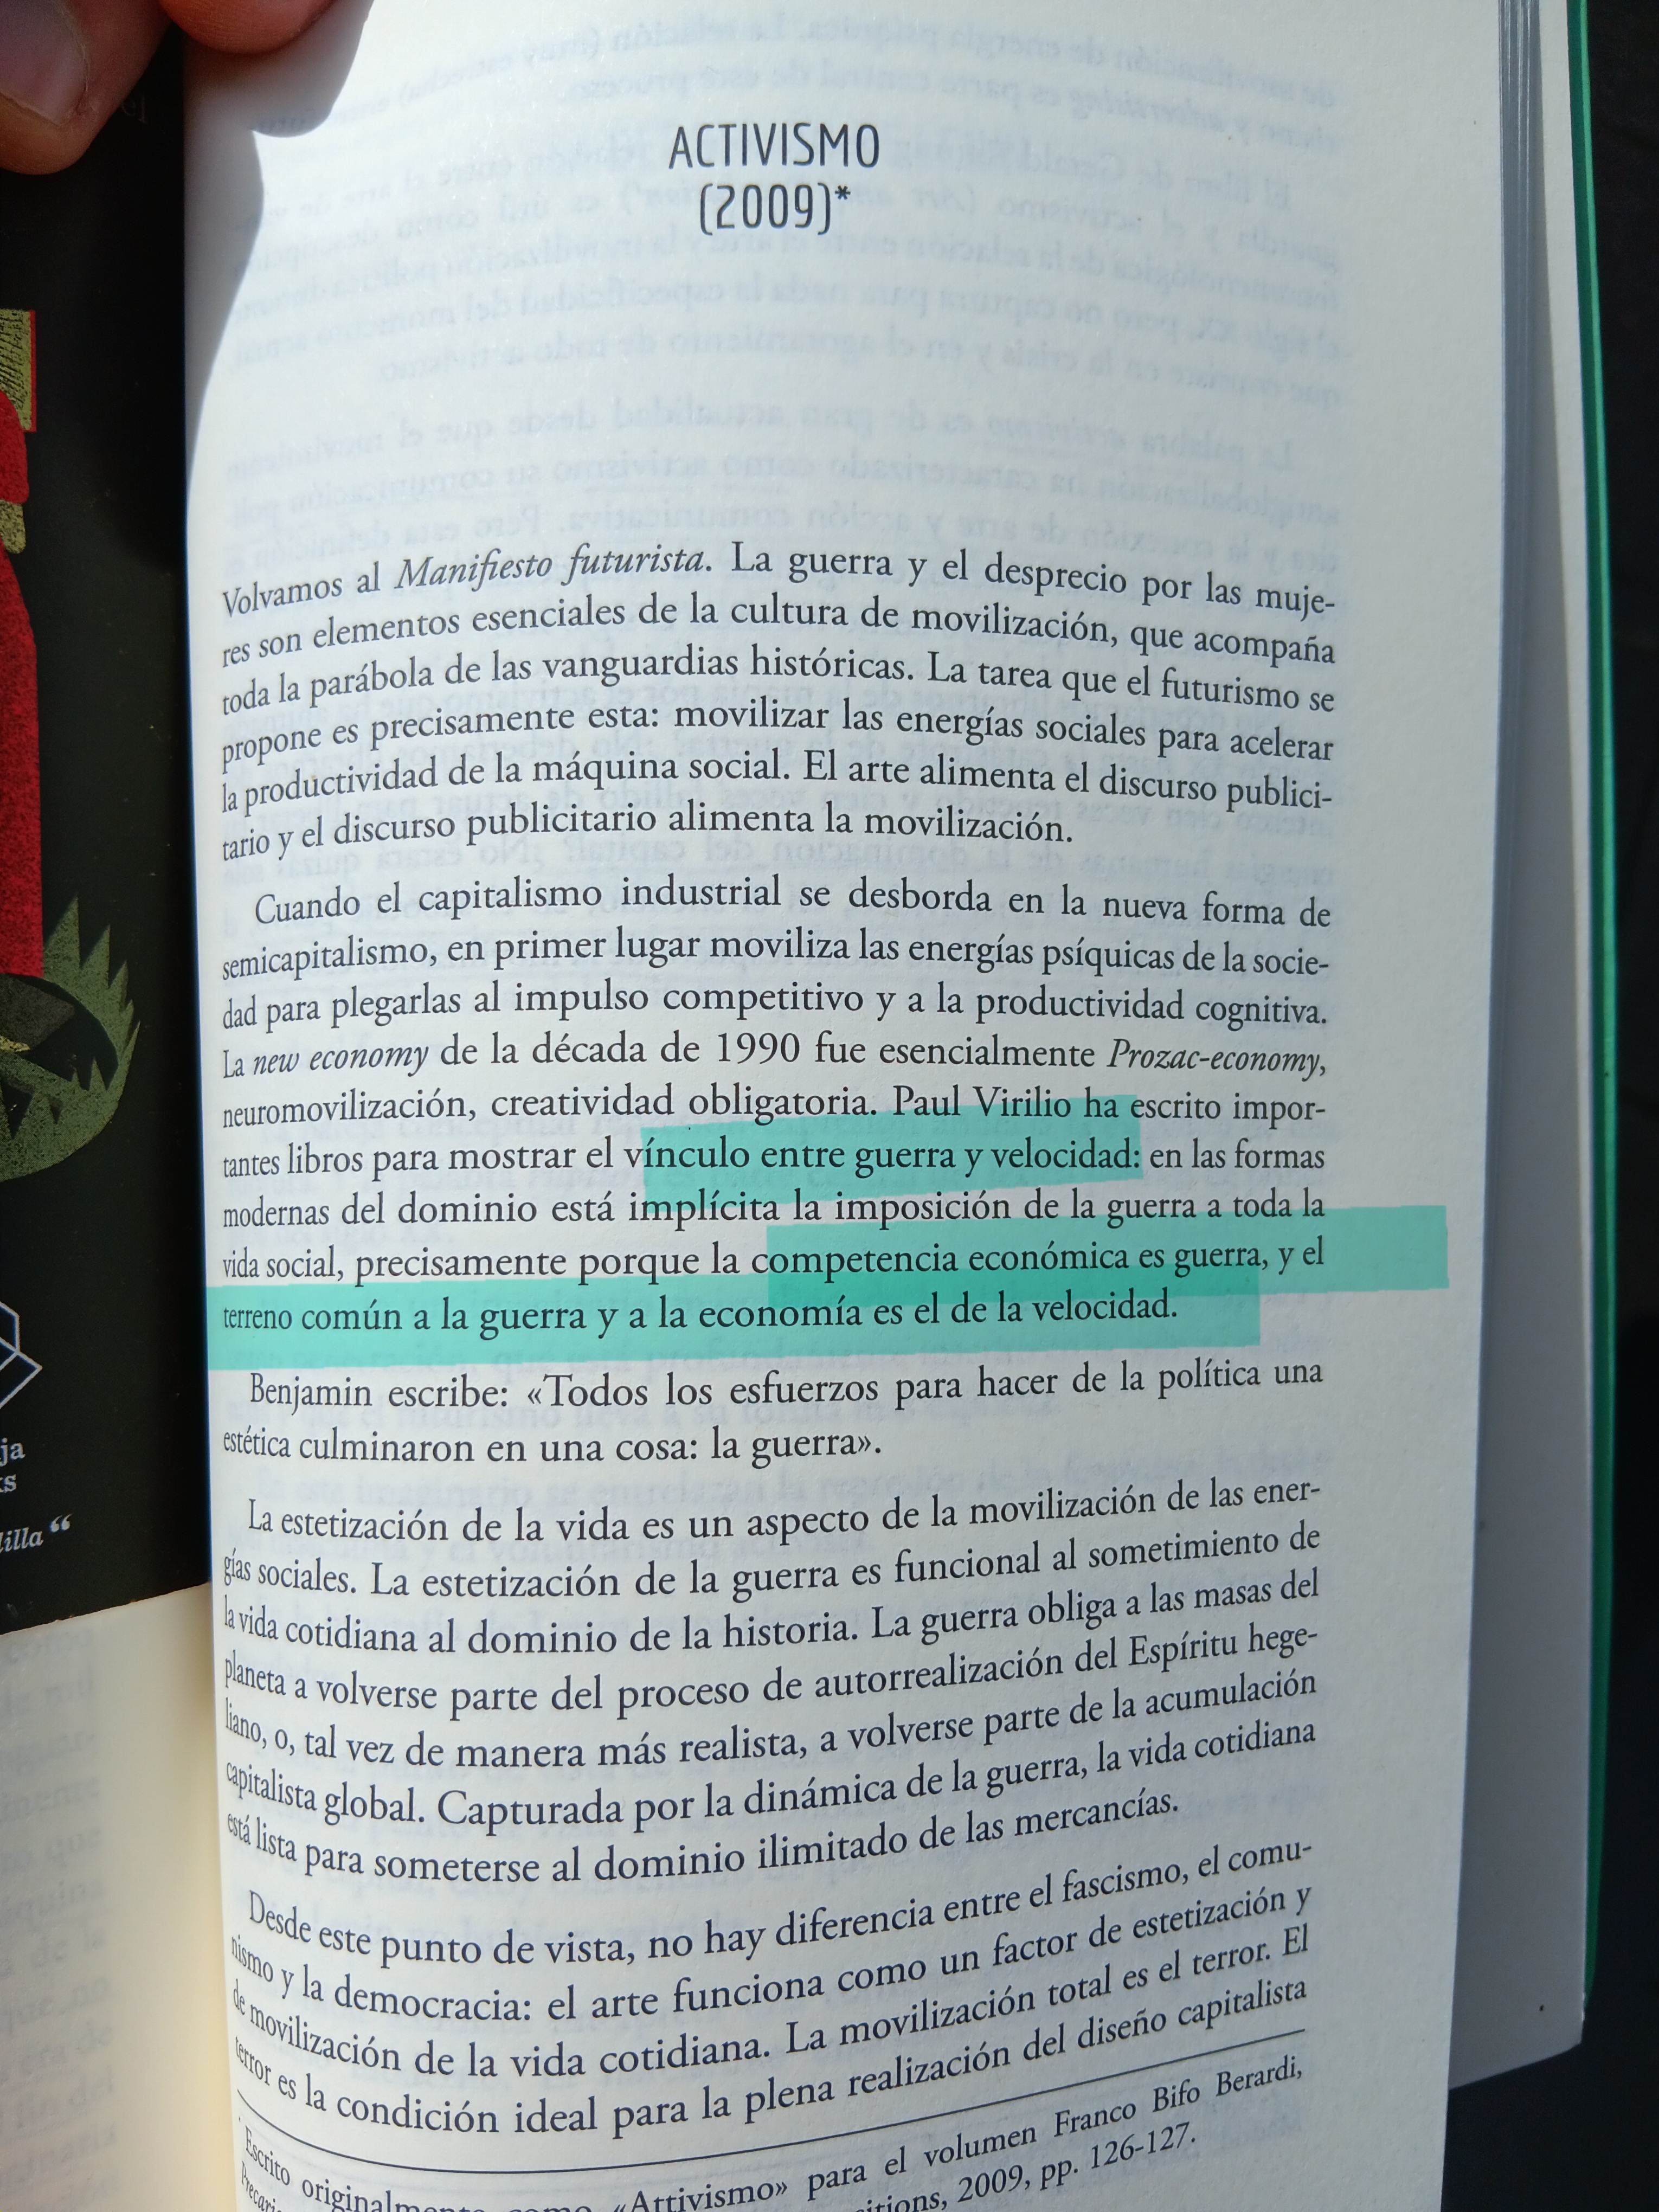 ja
illa“
ACTIVISMO
(2009)*
Volvamos al Manifiesto futurista. La guerra y el desprecio por las muje-
res son elementos esenciales de la cultura de movilización, que acompaña
toda la parábola de las vanguardias históricas. La tarea que el futurismo se
propone es precisamente esta: movilizar las energías sociales para acelerar
la productividad de la máquina social. El arte alimenta el discurso publici-
tario y el discurso publicitario alimenta la movilización.
Cuando el capitalismo industrial se desborda en la nueva forma de
semicapitalismo, en primer lugar moviliza las energías psíquicas de la socie-
dad para plegarlas al impulso competitivo y a la productividad cognitiva.
La new economy de la década de 1990 fue esencialmente Prozac-economy,
neuromovilización, creatividad obligatoria. Paul Virilio ha escrito impor-
tantes libros para mostrar el vínculo entre guerra y velocidad: en las formas
modernas del dominio está implícita la imposición de la guerra a toda la
vida social, precisamente porque la competencia económica es guerra, y el
terreno común a la guerra y a la economía es el de la velocidad.
Benjamin escribe: «Todos los esfuerzos para hacer de la política una
estética culminaron en una cosa: la guerra».
La estetización de la vida es un aspecto de la movilización de las ener-
gías sociales. La estetización de la guerra es funcional al sometimiento de
la vida cotidiana al dominio de la historia. La guerra obliga a las masas del
planeta a volverse parte del proceso de autorrealización del Espíritu hege-
liano, o, tal vez de manera más realista, a volverse parte de la acumulación
capitalista global. Capturada por la dinámica de la guerra, la vida cotidiana
está lista para someterse al dominio ilimitado de las mercancías.
Desde este punto de vista, no hay diferencia entre el fascismo, el comu-
nismo y la democracia: el arte funciona como un factor de estetización y
de movilización de la vida cotidiana. La movilización total es el terror. El
terror es la condición ideal para la plena realización del diseño capitalista
Escrito originalmente como «Attivismo» para el volumen Franco Bifo Berardi,
2009, pp. 126-127.